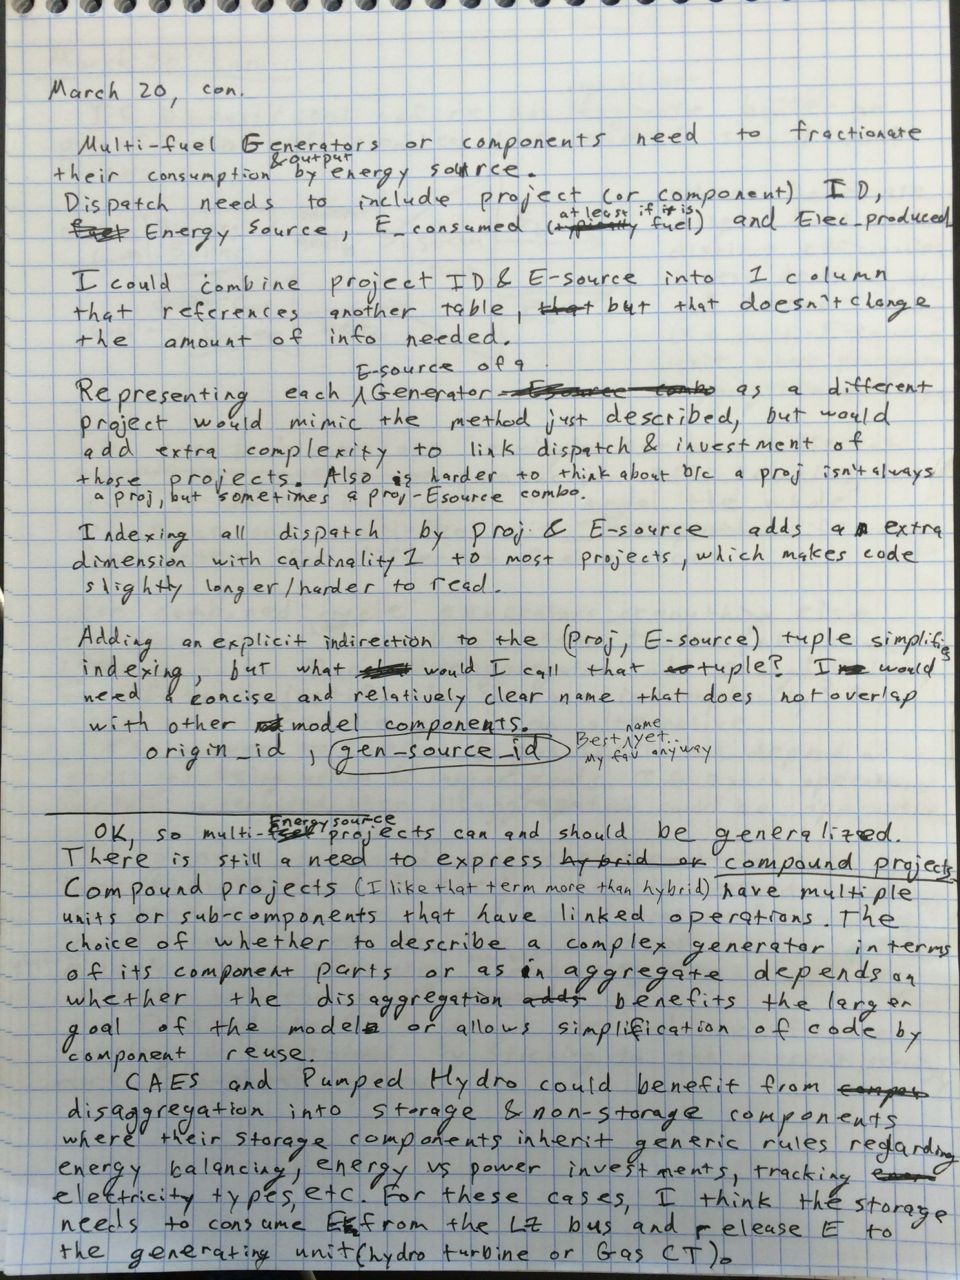 March 20, con.
Multi-fuel Generators or components need to fractionate
their consumption & output by energy source.
Dispatch needs to include project (or component) ID,
Energy Source, E_consumed (at least if it is fuel) and Elec_produced
I could combine project ID & E-source into 1 column
that references another table, but that doesn't change
the amount of info needed.
Representing each E-source of a Generator as a different
project would mimic the method just described, but would
add extra complexity to link dispatch & investment of
those projects. Also is harder to think about b/c a proj isn't always
a proj, but sometimes a proj-Esource combo.
Indexing all dispatch by proj & E-source adds a extra
dimension with cardinality 1 to most projects, which makes code
slightly longer/harder to read.
Adding an explicit indirection to the (proj, E-source) tuple simplifies
indexing, but what would I call that tuple? I would
need a concise and relatively clear name that does not overlap
with other model components.
origin_id, gen-source_id Best name yet..
my fav anyway
OK, so multi-Energy source projects can and should be generalized.
There is still a need to express compound projects
Compound projects (I like that term more than hybrid) have multiple
units or sub-components that have linked operations. The
choice of whether to describe a complex generator in terms
of its component parts or as in aggregate depends on
whether the disaggregation benefits the larger
goal of the model or allows simplification of code by
component reuse.
CAES and Pumped Hydro could benefit from
disaggregation into storage & non-storage components
where their storage components inherit generic rules regarding
energy balancing, energy vs power investments, tracking
electricity types, etc. For these cases, I think the storage
needs to consume E from the LZ bus and release E to
the generating unit (hydro turbine or Gas CT).